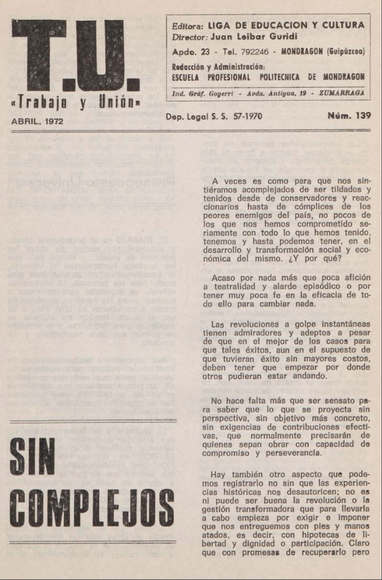 T.U.
«Trabajo y Unión»
ABRIL, 1972
Editora: LIGA DE EDUCACION Y CULTURA
Director: Juan Leibar Guridi
Apdo. 23 - Tel. 792246 - MONDRAGON (Guipúzcoa)
Redacción y Administración:
ESCUELA PROFESIONAL POLITECNICA DE MONDRAGON
Ind. Gráf. Gogerri - Avda. Antigua, 19 - ZUMARRAGA
Dep. Legal S. S. 57-1970
Núm. 139
A veces es como para que nos sin-
tiéramos acomplejados de ser tildados y
tenidos desde de conservadores y reac-
cionarios hasta de cómplices de los
peores enemigos del país, no pocos de
los que nos hemos comprometido se-
riamente con todo lo que hemos tenido,
tenemos y hasta podemos tener, en el
desarrollo y transformación social y eco-
nómica del mismo. ¿Y por qué?
Acaso por nada más que poca afición
a teatralidad y alarde episódico o por
tener muy poca fe en la eficacia de to-
do ello para cambiar nada.
Las revoluciones a golpe instantáneas
tienen admiradores y adeptos a pesar
de que en el mejor de los casos para
que tales éxitos, aun en el supuesto de
que tuvieran éxito sin mayores costos,
deben tener que empezar por donde
otros pudieran estar andando.
No hace falta más que ser sensato pa-
ra saber que lo que se proyecta sin
perspectiva, sin objetivo más concreto,
sin exigencias de contribuciones efecti-
vas, que normalmente precisarán de
quienes sepan obrar con capacidad de
compromiso y perseverancia.
Hay también otro aspecto que pode-
mos registrarlo no sin que las experien-
cias históricas nos desautoricen; no es
ni puede ser buena la revolución o la
gestión transformadora que para llevarla
a cabo empieza por exigir e imponer
que nos entreguemos con pies y manos
atados, es decir, con hipotecas de li-
bertad y dignidad o participación. Claro
que con promesas de recuperarlo pero
SIN
COMPLEJOS